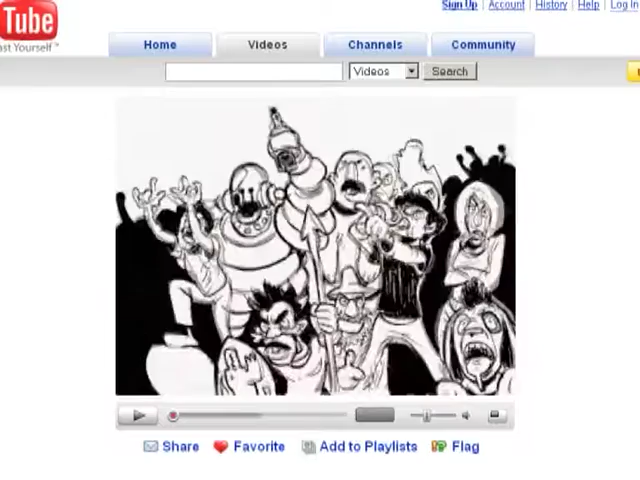 Sign Up | Account | History | Help | Log In
Tube
ast Yourself™
Home Videos Channels Community
Videos Search
Share Favorite Add to Playlists Flag